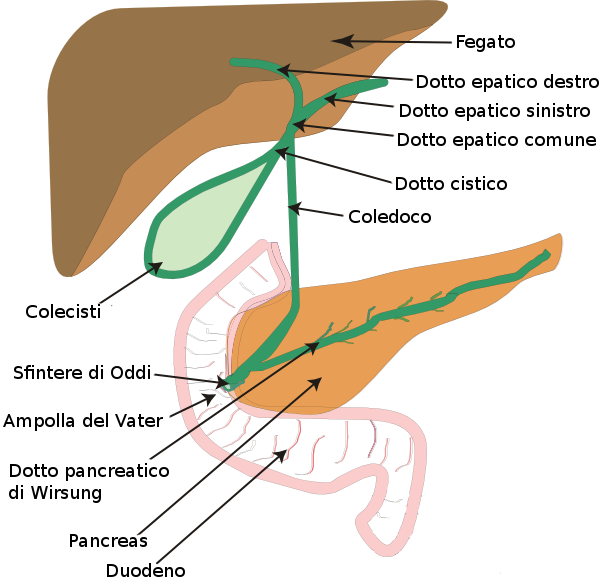 Fegato
Dotto epatico destro
Dotto epatico sinistro
Dotto epatico comune
Dotto cistico
Coledoco
Colecisti
Sfintere di Oddi
Ampolla del Vater
Dotto pancreatico
di Wirsung
Pancreas
Duodeno